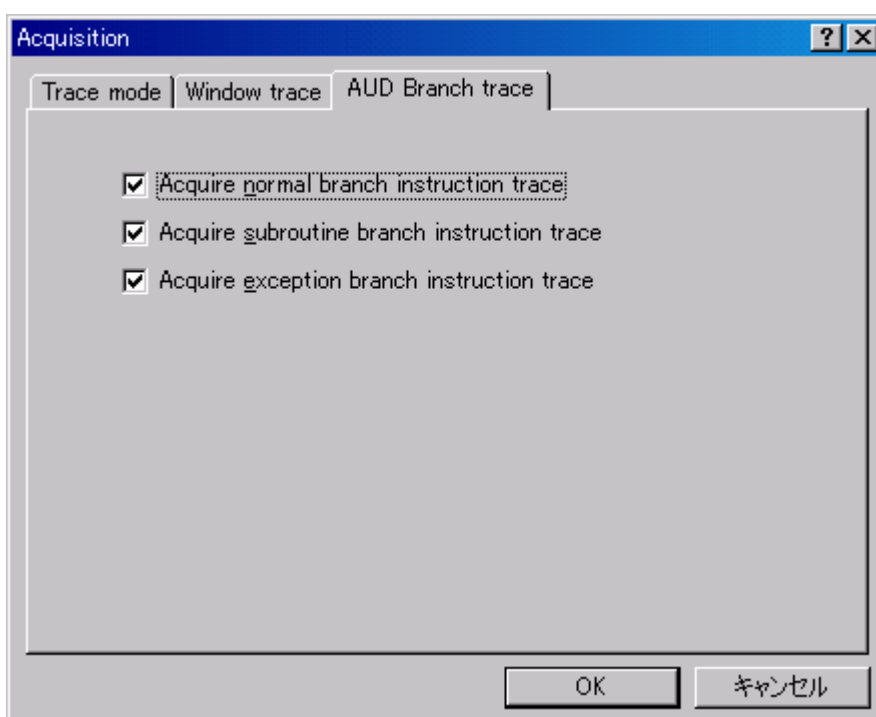 Acquisition
Trace mode Window trace AUD Branch trace
Acquire normal branch instruction trace
Acquire subroutine branch instruction trace
Acquire exception branch instruction trace
OK キャンセル